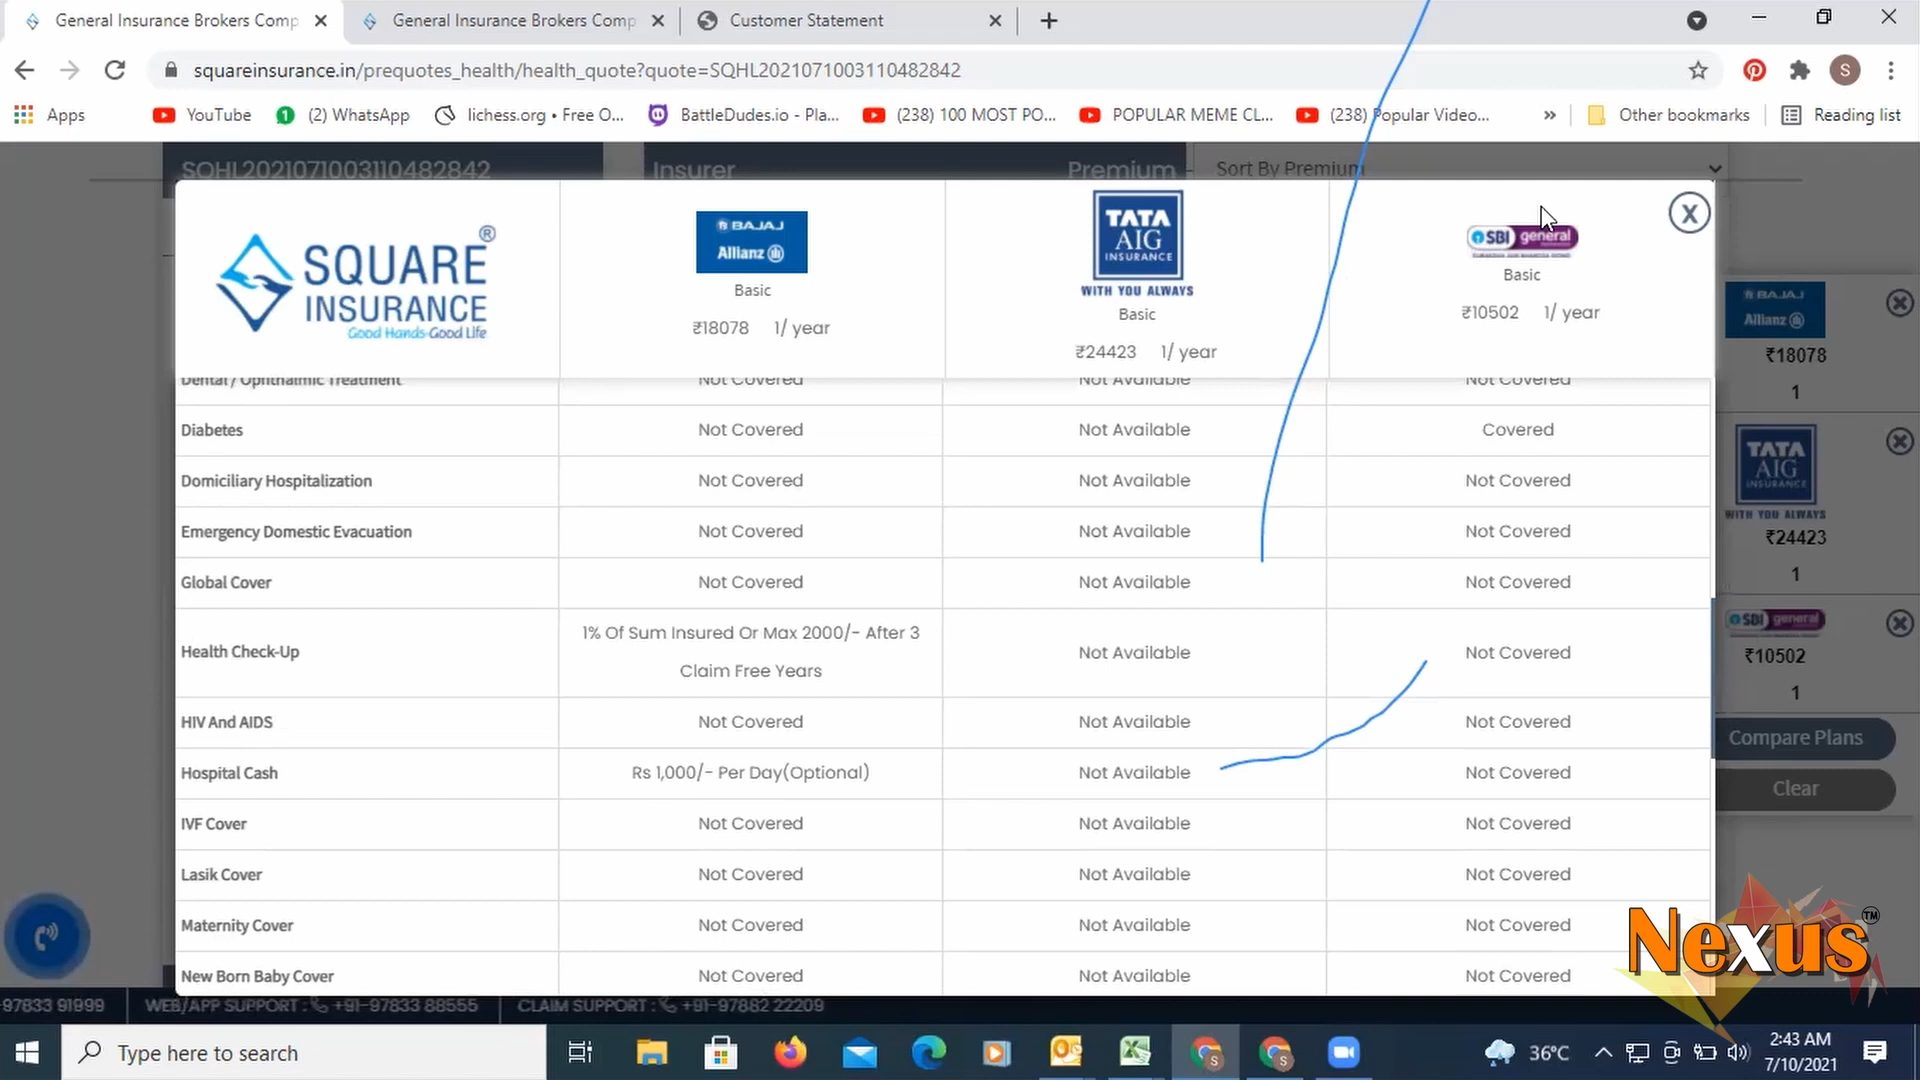 General Insurance Brokers Comp
General Insurance Brokers Comp
Customer Statement
squareinsurance.in/prequotes_health/health_quote?quote=SQHL2021071003110482842
S
Apps
YouTube
(2) WhatsApp
lichess.org • Free O...
BattleDudes.io - Pla...
(238) 100 MOST PO...
POPULAR MEME CL...
(238) Popular Video...
»
Other bookmarks
Reading list
SQHL2021071003110482842
Insurer
Premium
Sort By Premium
SQUARE®
INSURANCE
Good Hands-Good Life
BAJAJ
Allianz
Basic
₹18078 1/ year
TATA
AIG
INSURANCE
WITH YOU ALWAYS
Basic
₹24423 1/ year
SBI general
Basic
₹10502 1/ year
X
Dental / Ophthalmic Treatment Not Covered Not Available Not Covered
Diabetes Not Covered Not Available Covered
Domiciliary Hospitalization Not Covered Not Available Not Covered
Emergency Domestic Evacuation Not Covered Not Available Not Covered
Global Cover Not Covered Not Available Not Covered
Health Check-Up 1% Of Sum Insured Or Max 2000/- After 3
Claim Free Years Not Available Not Covered
HIV And AIDS Not Covered Not Available Not Covered
Hospital Cash Rs 1,000/- Per Day(Optional) Not Available Not Covered
IVF Cover Not Covered Not Available Not Covered
Lasik Cover Not Covered Not Available Not Covered
Maternity Cover Not Covered Not Available Not Covered
New Born Baby Cover Not Covered Not Available Not Covered
BAJAJ
Allianz
₹18078
1
TATA
AIG
INSURANCE
WITH YOU ALWAYS
₹24423
1
SBI general
₹10502
1
Compare Plans
Clear
Nexus™
97833 91999
WEB/APP SUPPORT : +91-97833 88555
CLAIM SUPPORT : +91-97882 22209
Type here to search
36°C
2:43 AM
7/10/2021